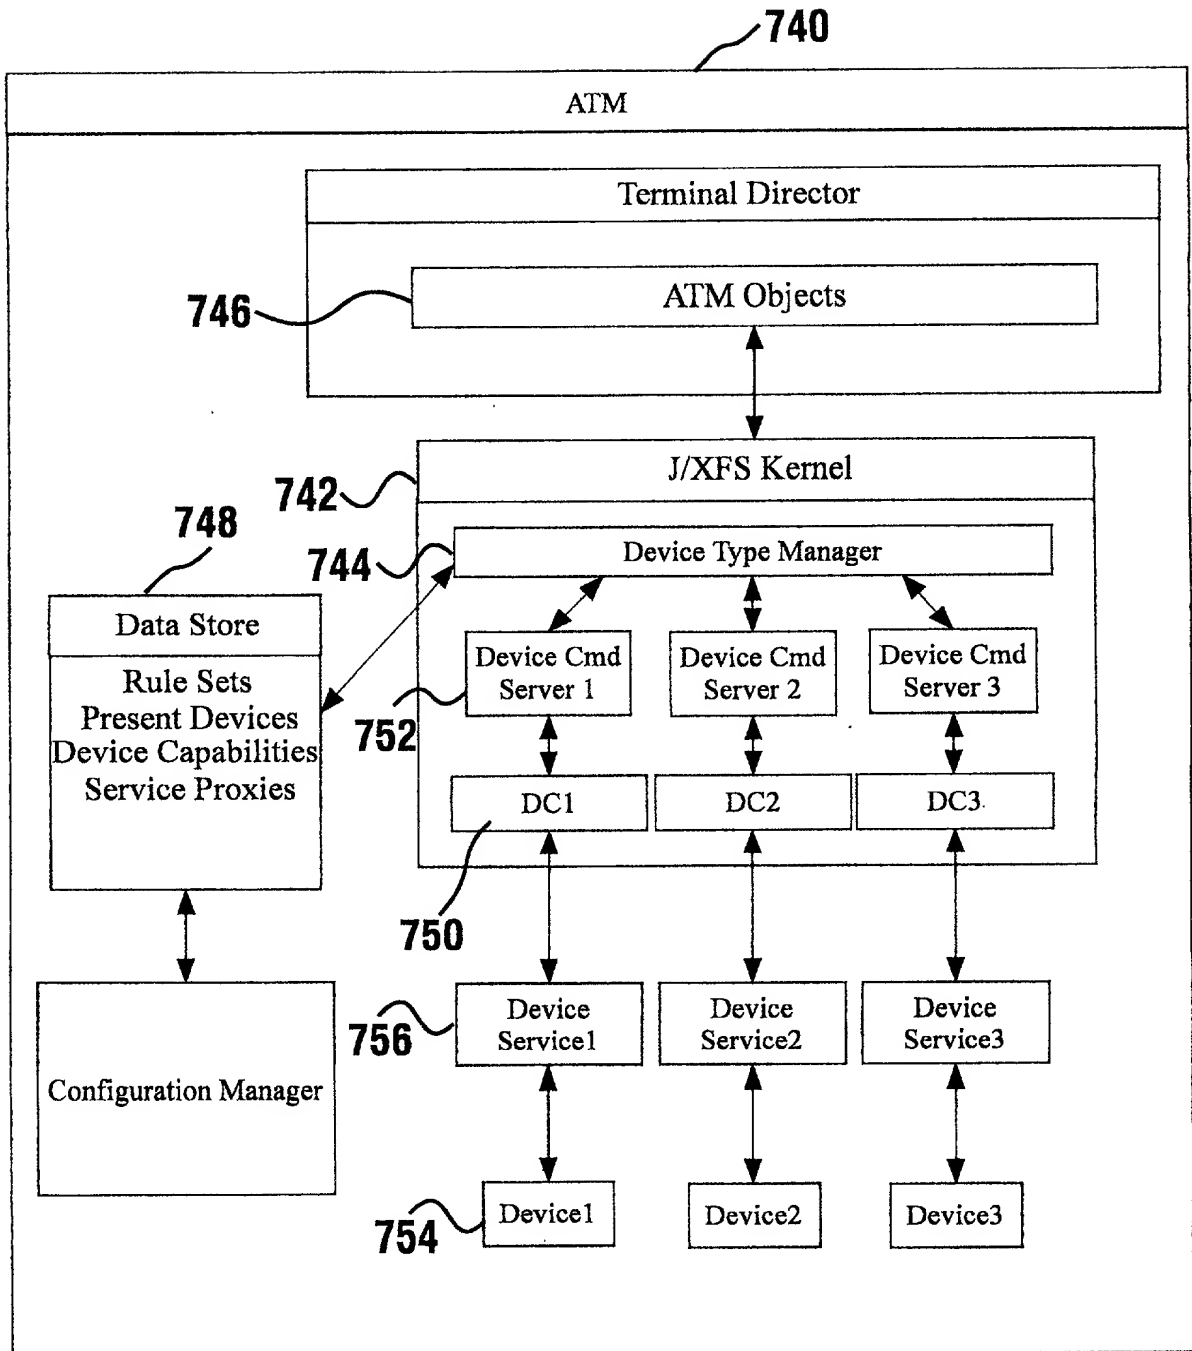 740
ATM
Terminal Director
746
ATM Objects
742
J/XFS Kernel
748
744
Device Type Manager
Data Store
Rule Sets
Present Devices
Device Capabilities
Service Proxies
Device Cmd
Server 1
Device Cmd
Server 2
Device Cmd
Server 3
752
DC1
DC2
DC3
750
756
Device
Service1
Device
Service2
Device
Service3
Configuration Manager
754
Device1
Device2
Device3